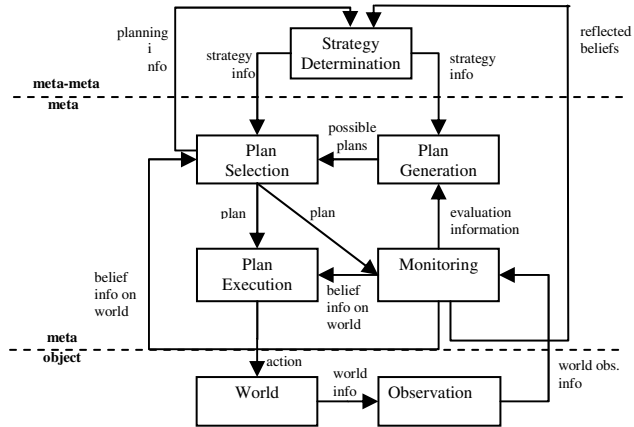 planning
i
nfo
strategy
info
Strategy
Determination
strategy
info
reflected
beliefs
meta-meta
meta
Plan
Selection
possible
plans
Plan
Generation
plan
plan
evaluation
information
belief
info on
world
Plan
Execution
belief
info on
world
Monitoring
meta
object
action
world
info
world obs.
info
World
Observation